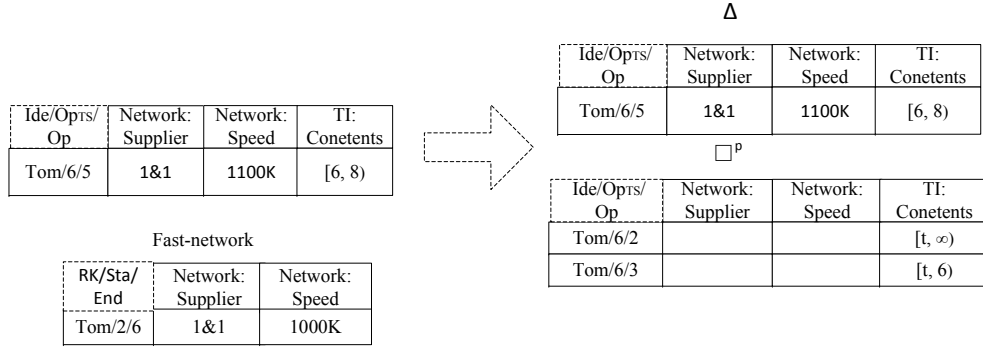 Ide/OpTS/ Network: Network: TI:
Op Supplier Speed Conetents
Tom/6/5 1&1 1100K [6, 8)
Fast-network
RK/Sta/ Network: Network:
End Supplier Speed
Tom/2/6 1&1 1000K
Δ
Ide/OpTS/ Network: Network: TI:
Op Supplier Speed Conetents
Tom/6/5 1&1 1100K [6, 8)
□p
Ide/OpTS/ Network: Network: TI:
Op Supplier Speed Conetents
Tom/6/2 [t, ∞)
Tom/6/3 [t, 6)